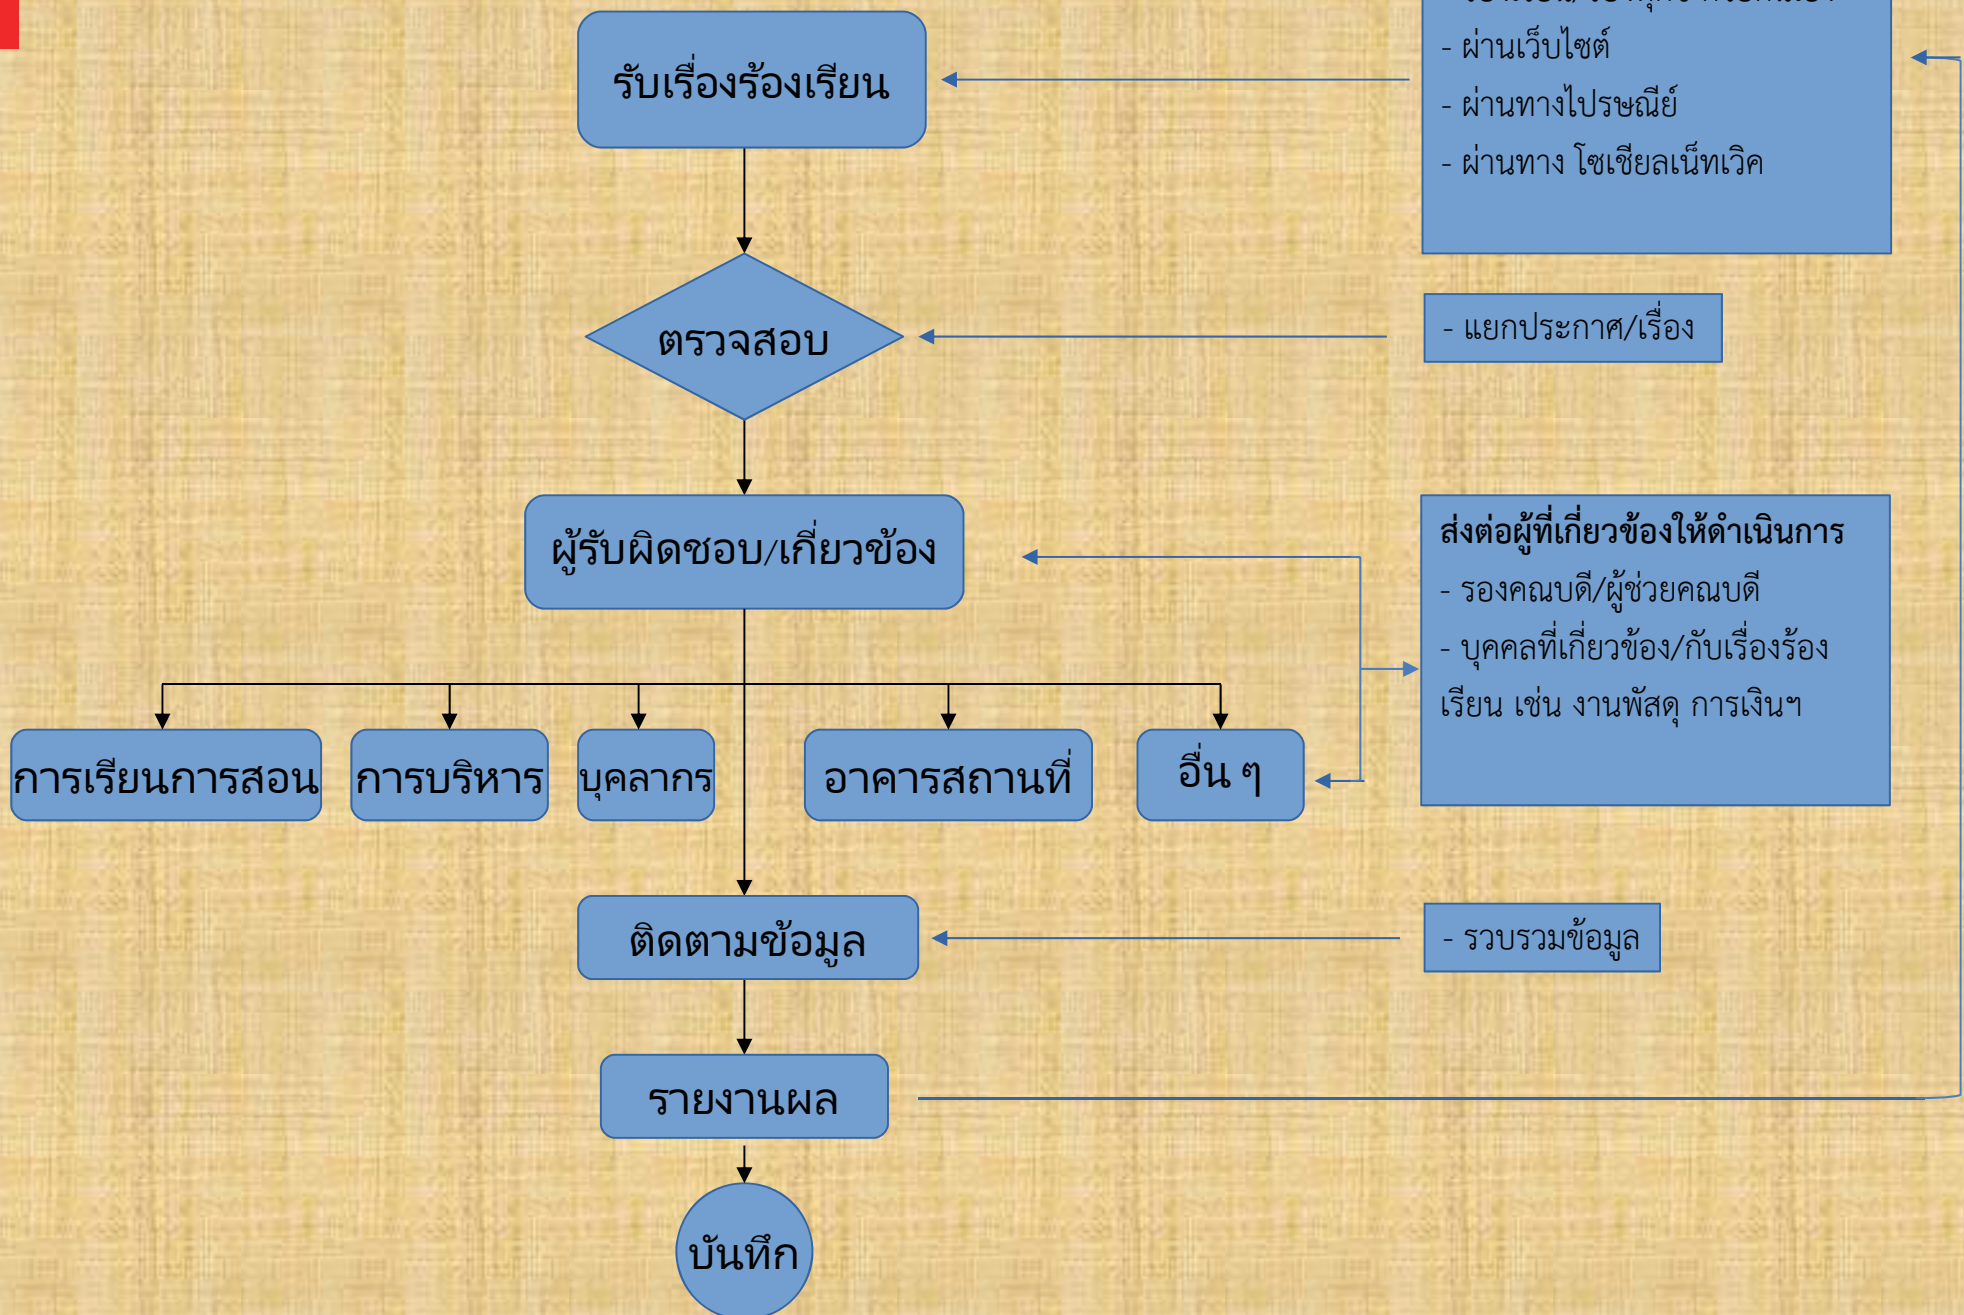 รับเรื่องร้องเรียน
- ผ่านเว็บไซต์
- ผ่านทางไปรษณีย์
- ผ่านทาง โซเชียลเน็ทเวิค
ตรวจสอบ
- แยกประกาศ/เรื่อง
ผู้รับผิดชอบ/เกี่ยวข้อง
ส่งต่อผู้ที่เกี่ยวข้องให้ดำเนินการ
- รองคณบดี/ผู้ช่วยคณบดี
- บุคคลที่เกี่ยวข้อง/กับเรื่องร้อง
เรียน เช่น งานพัสดุ การเงินฯ
การเรียนการสอน
การบริหาร
บุคลากร
อาคารสถานที่
อื่น ๆ
ติดตามข้อมูล
- รวบรวมข้อมูล
รายงานผล
บันทึก